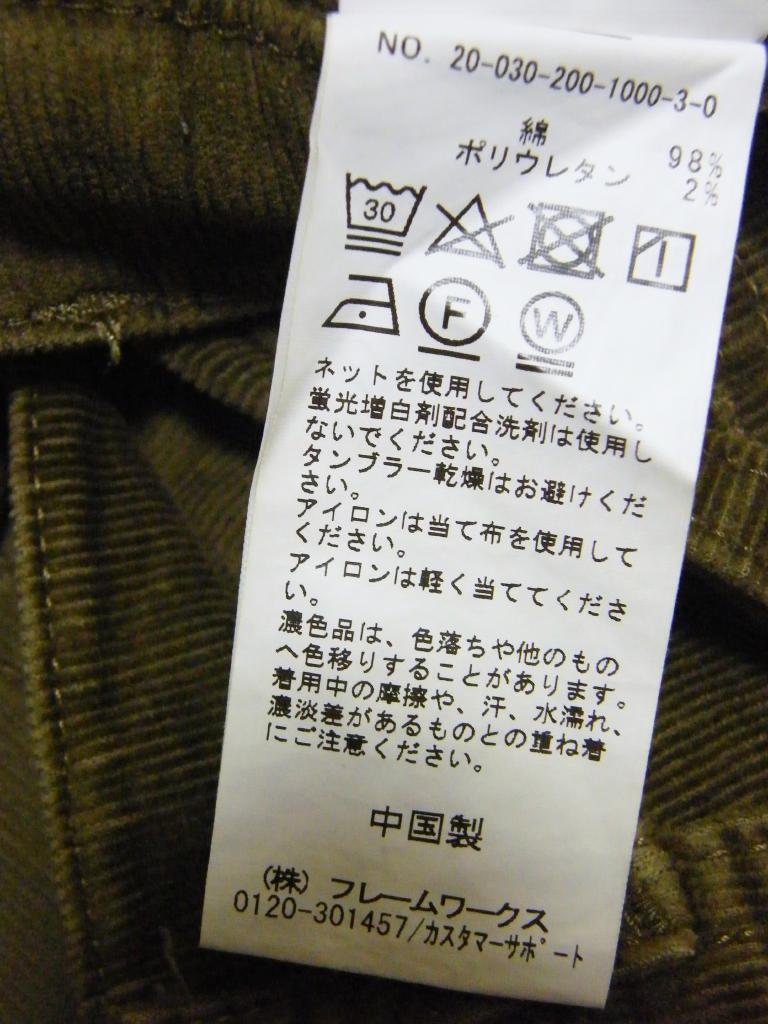 NO. 20-030-200-1000-3-0
綿 98%
ポリウレタン 2%
30
F W
ネットを使用してください。
蛍光増白剤配合洗剤は使用し
ないでください。
タンブラー乾燥はお避けくだ
さい。
アイロンは当て布を使用して
ください。
アイロンは軽く当ててくださ
い。
濃色品は、色落ちや他のもの
へ色移りすることがあります。
着用中の摩擦や、汗、水濡れ、
濃淡差があるものとの重ね着
にご注意ください。
中国製
(株) フレームワークス
0120-301457/カスタマーサポート